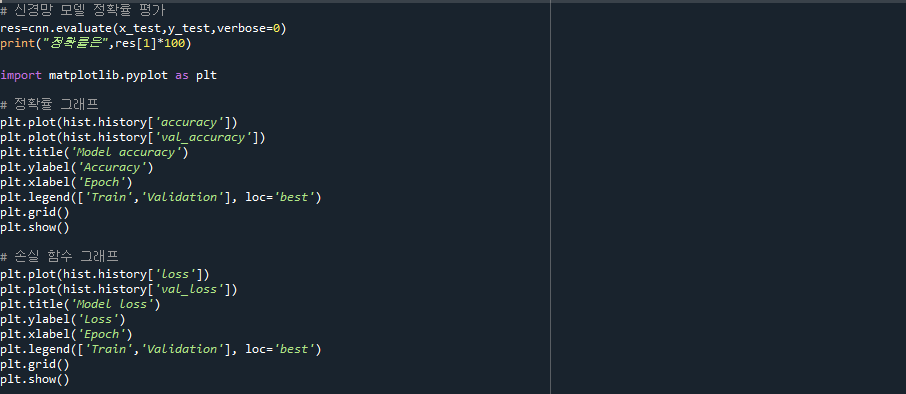 # 신경망 모델 정확률 평가
res=cnn.evaluate(x_test,y_test,verbose=0)
print("정확률은",res[1]*100)
import matplotlib.pyplot as plt
# 정확률 그래프
plt.plot(hist.history['accuracy'])
plt.plot(hist.history['val_accuracy'])
plt.title('Model accuracy')
plt.ylabel('Accuracy')
plt.xlabel('Epoch')
plt.legend(['Train','Validation'], loc='best')
plt.grid()
plt.show()
# 손실 함수 그래프
plt.plot(hist.history['loss'])
plt.plot(hist.history['val_loss'])
plt.title('Model loss')
plt.ylabel('Loss')
plt.xlabel('Epoch')
plt.legend(['Train','Validation'], loc='best')
plt.grid()
plt.show()